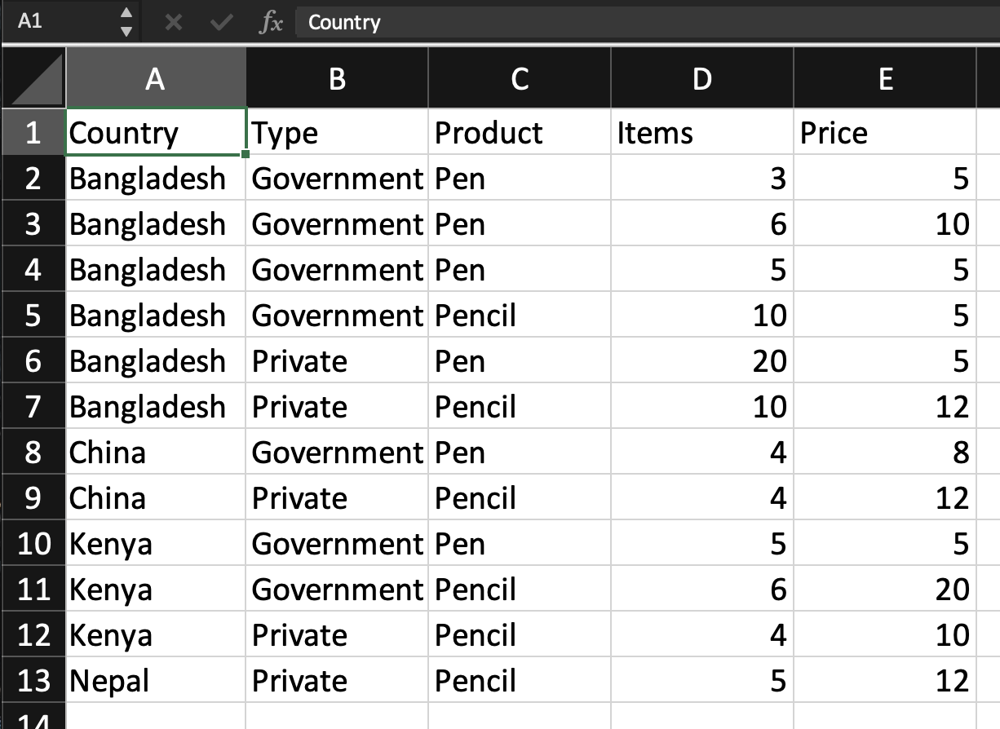 A1 fx Country
A B C D E
1 Country Type Product Items Price
2 Bangladesh Government Pen 3 5
3 Bangladesh Government Pen 6 10
4 Bangladesh Government Pen 5 5
5 Bangladesh Government Pencil 10 5
6 Bangladesh Private Pen 20 5
7 Bangladesh Private Pencil 10 12
8 China Government Pen 4 8
9 China Private Pencil 4 12
10 Kenya Government Pen 5 5
11 Kenya Government Pencil 6 20
12 Kenya Private Pencil 4 10
13 Nepal Private Pencil 5 12
14